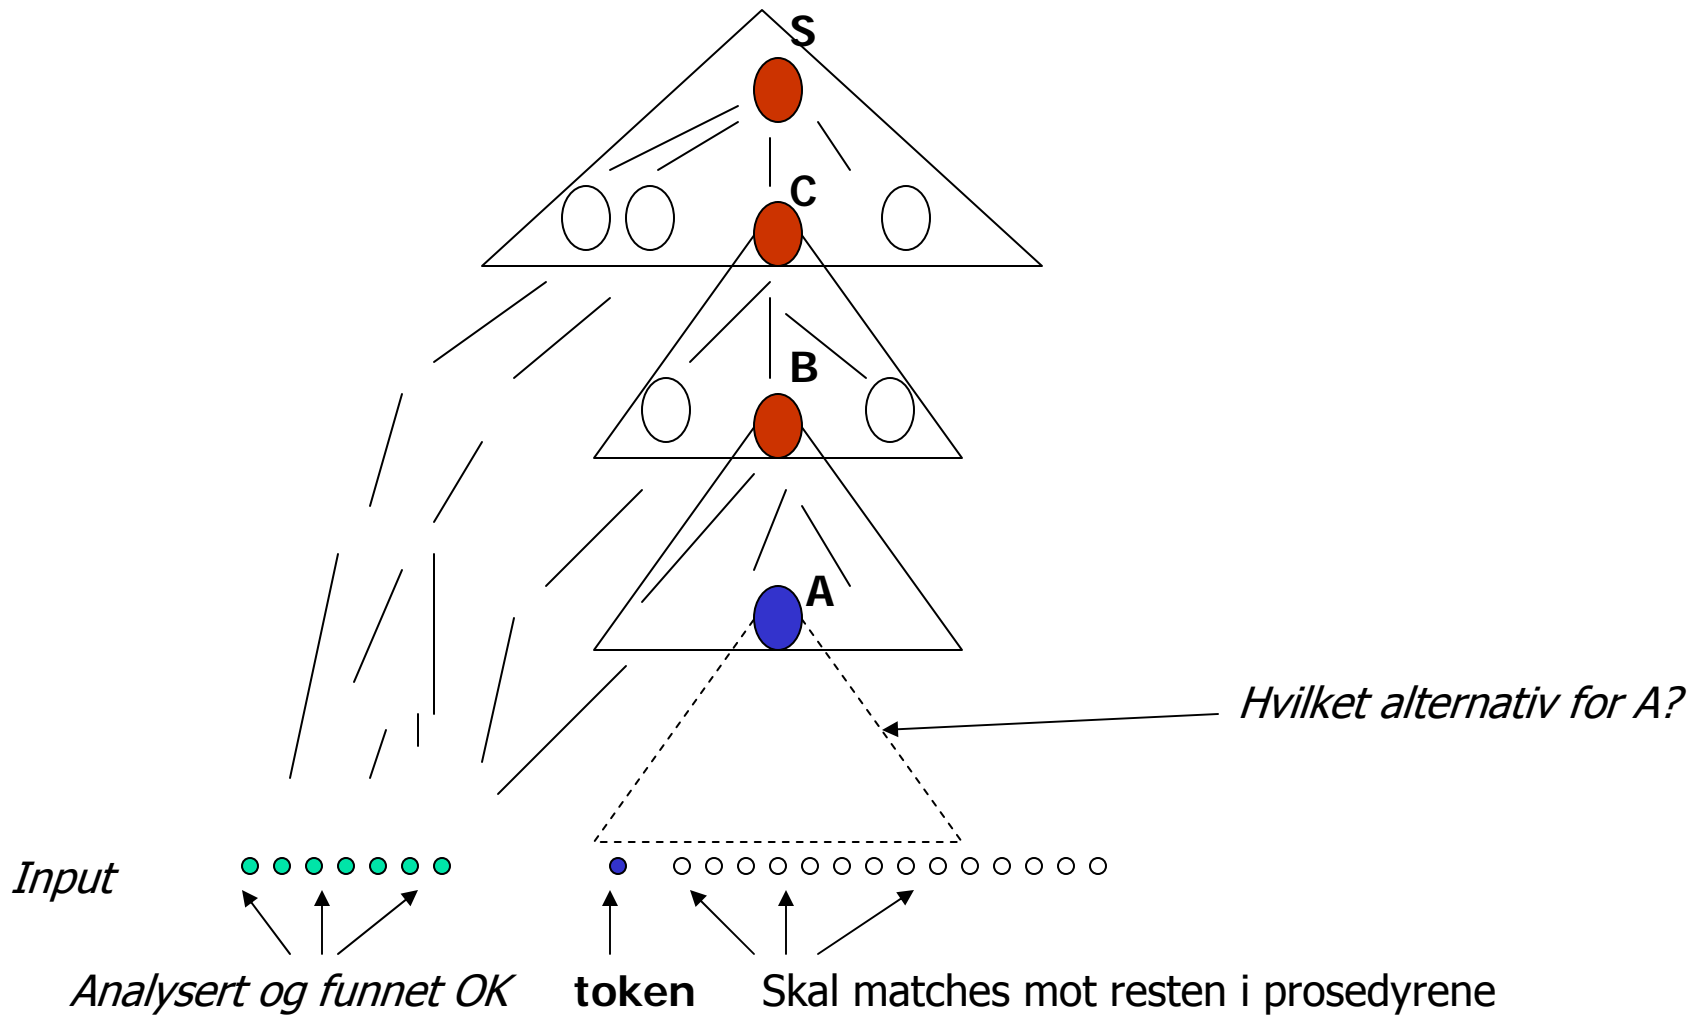 S
C
B
A
Hvilket alternativ for A?
Input
Analysert og funnet OK
token
Skal matches mot resten i prosedyrene